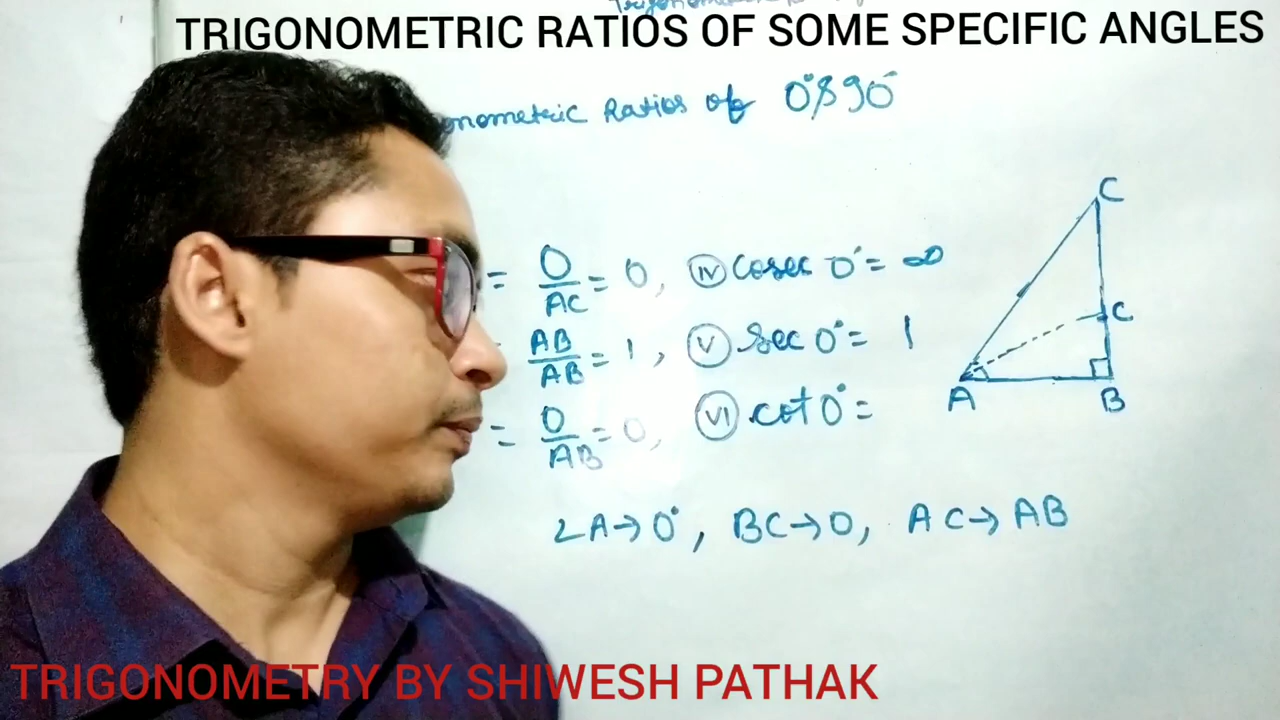 TRIGONOMETRIC RATIOS OF SOME SPECIFIC ANGLES
onometric Ratios of 0°&90°
= 0/AC = 0, (IV) cosec 0° = ∞
= AB/AB = 1, (V) sec 0° = 1
= 0/AB = 0, (VI) cot 0° =
C
C
A B
∠A→0°, BC→0, AC→AB
TRIGONOMETRY BY SHIWESH PATHAK